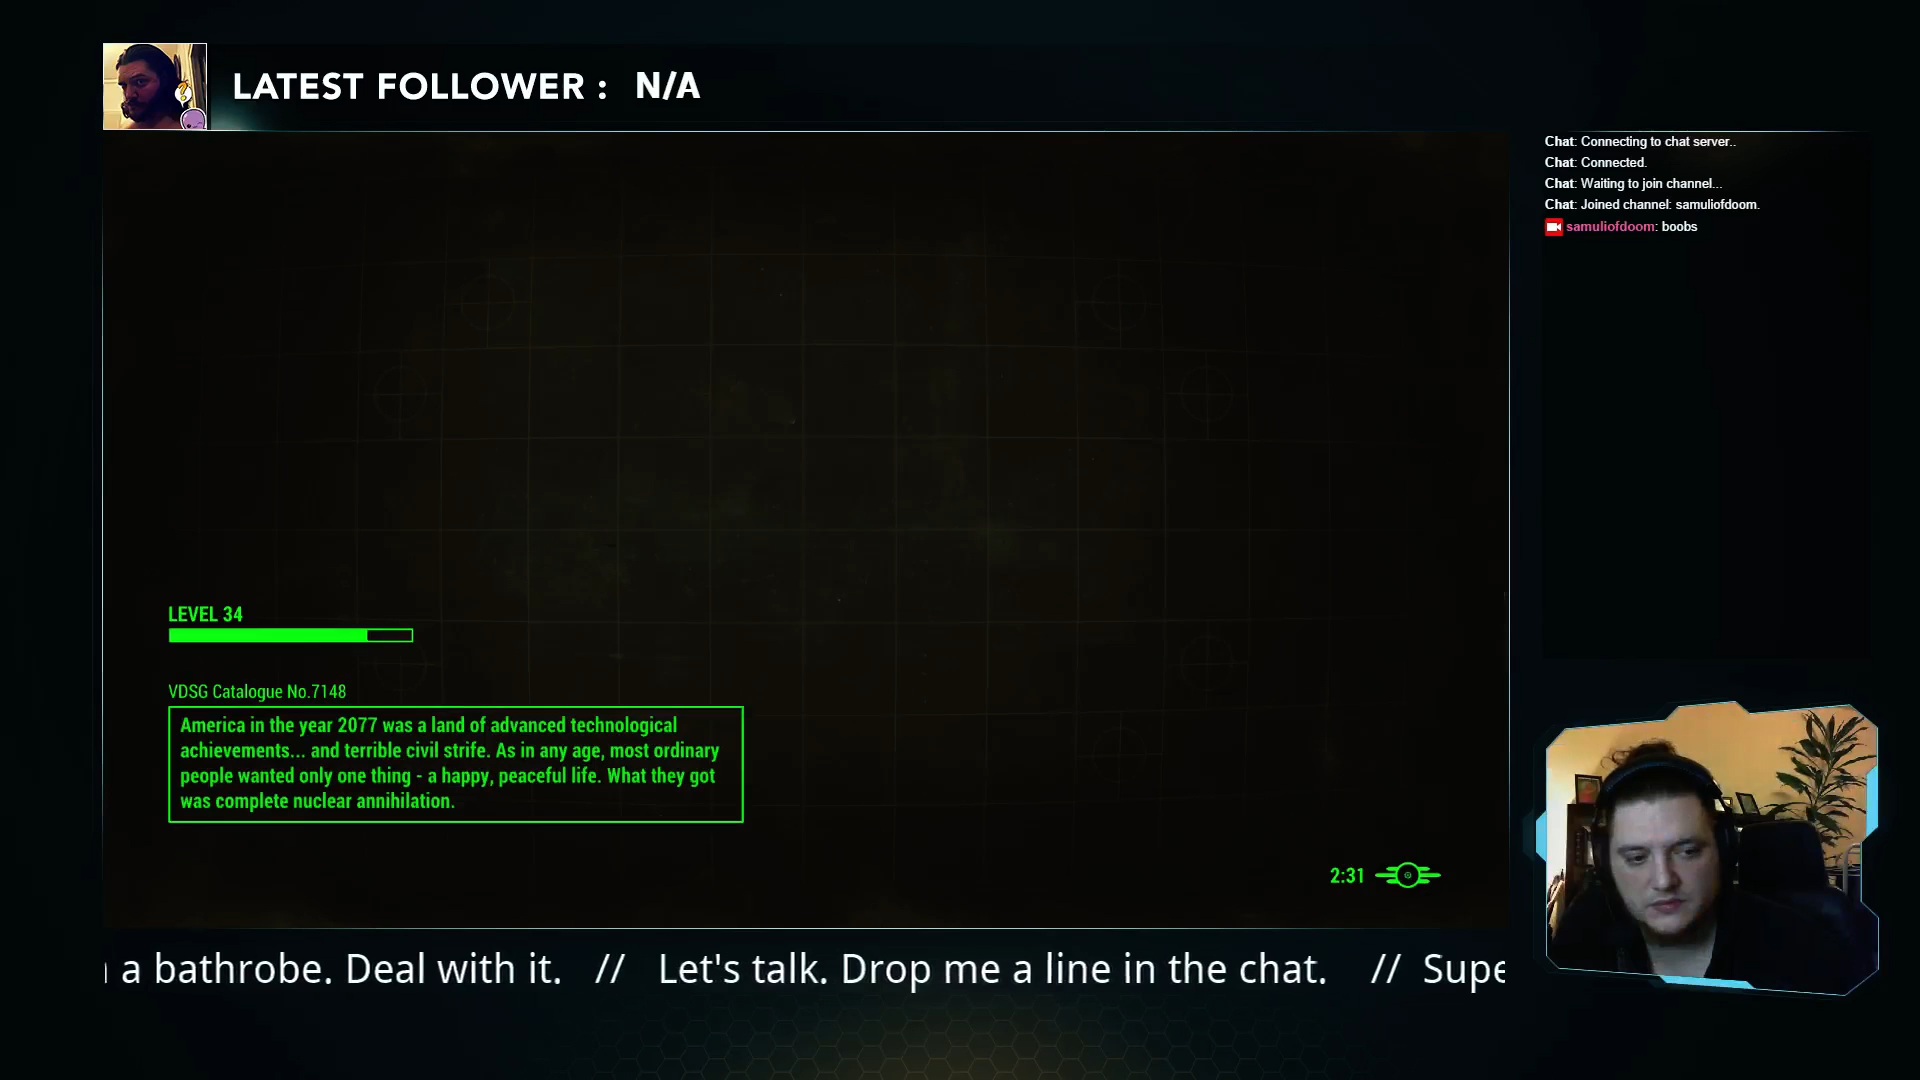 LATEST FOLLOWER : N/A
Chat: Connecting to chat server..
Chat: Connected.
Chat: Waiting to join channel...
Chat: Joined channel: samuliofdoom.
samuliofdoom: boobs
LEVEL 34
VDSG Catalogue No.7148
America in the year 2077 was a land of advanced technological
achievements... and terrible civil strife. As in any age, most ordinary
people wanted only one thing - a happy, peaceful life. What they got
was complete nuclear annihilation.
2:31
a bathrobe. Deal with it. // Let's talk. Drop me a line in the chat. // Supe